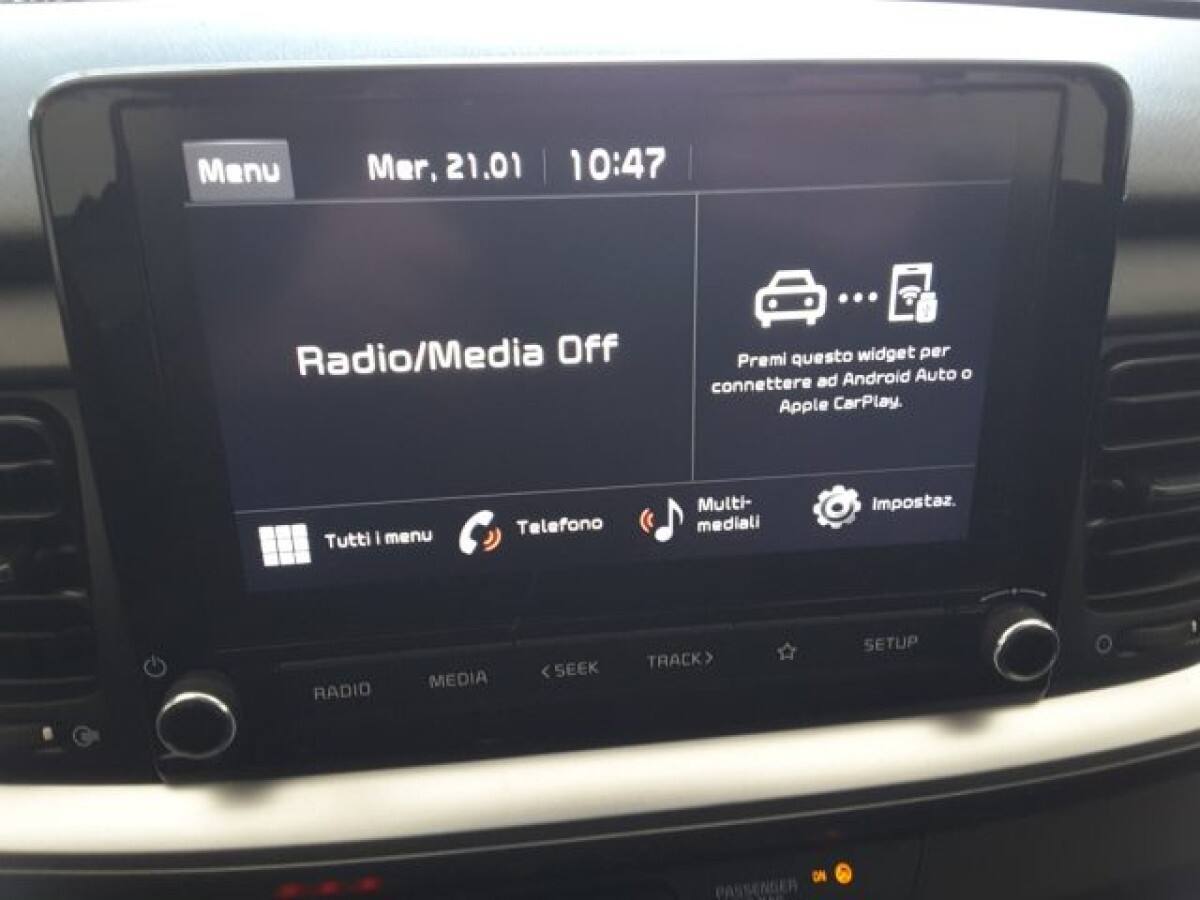 Menu Mer, 21.01 10:47
Radio/Media Off
Premi questo widget per
connettere ad Android Auto o
Apple CarPlay.
Tutti i menu
Telefono
Multi-
mediali
Impostaz.
RADIO MEDIA <SEEK TRACK> SETUP
PASSENGER
ON